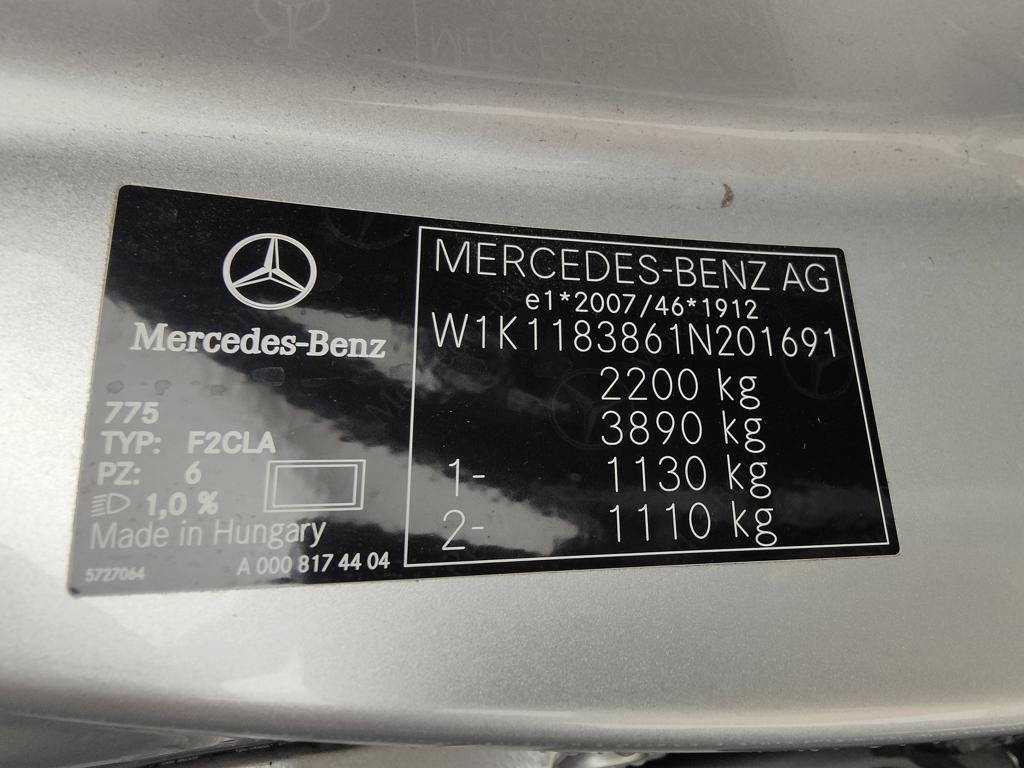 Mercedes-Benz
775
TYP: F2CLA
PZ: 6
1,0 %
Made in Hungary
5727064
A 000 817 44 04
MERCEDES-BENZ AG
e1*2007/46*1912
W1K1183861N201691
2200 kg
3890 kg
1- 1130 kg
2- 1110 kg